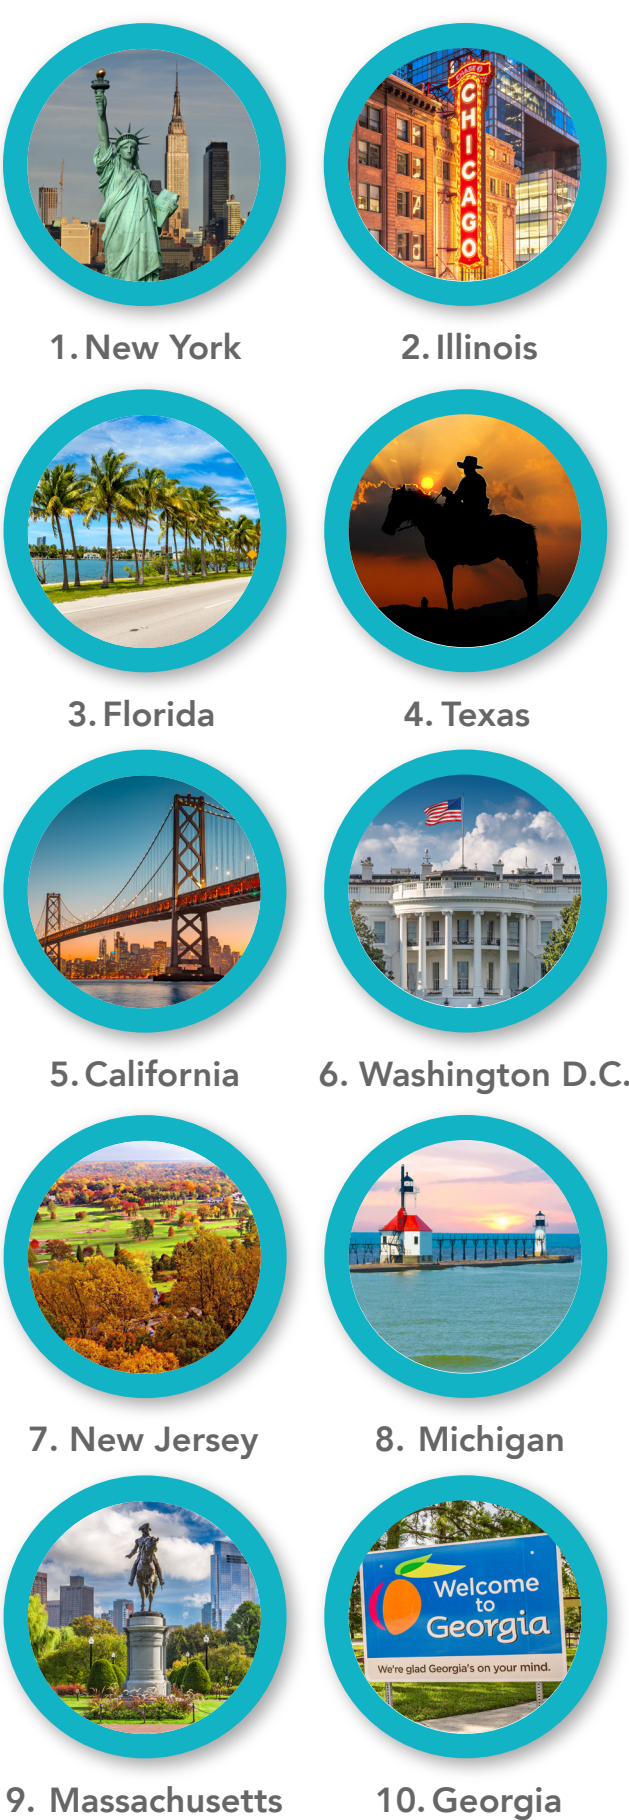 CHICAGO
1. New York
2. Illinois
3. Florida
4. Texas
5. California
6. Washington D.C.
7. New Jersey
8. Michigan
Welcome
to
Georgia
We're glad Georgia's on your mind.
9. Massachusetts
10. Georgia